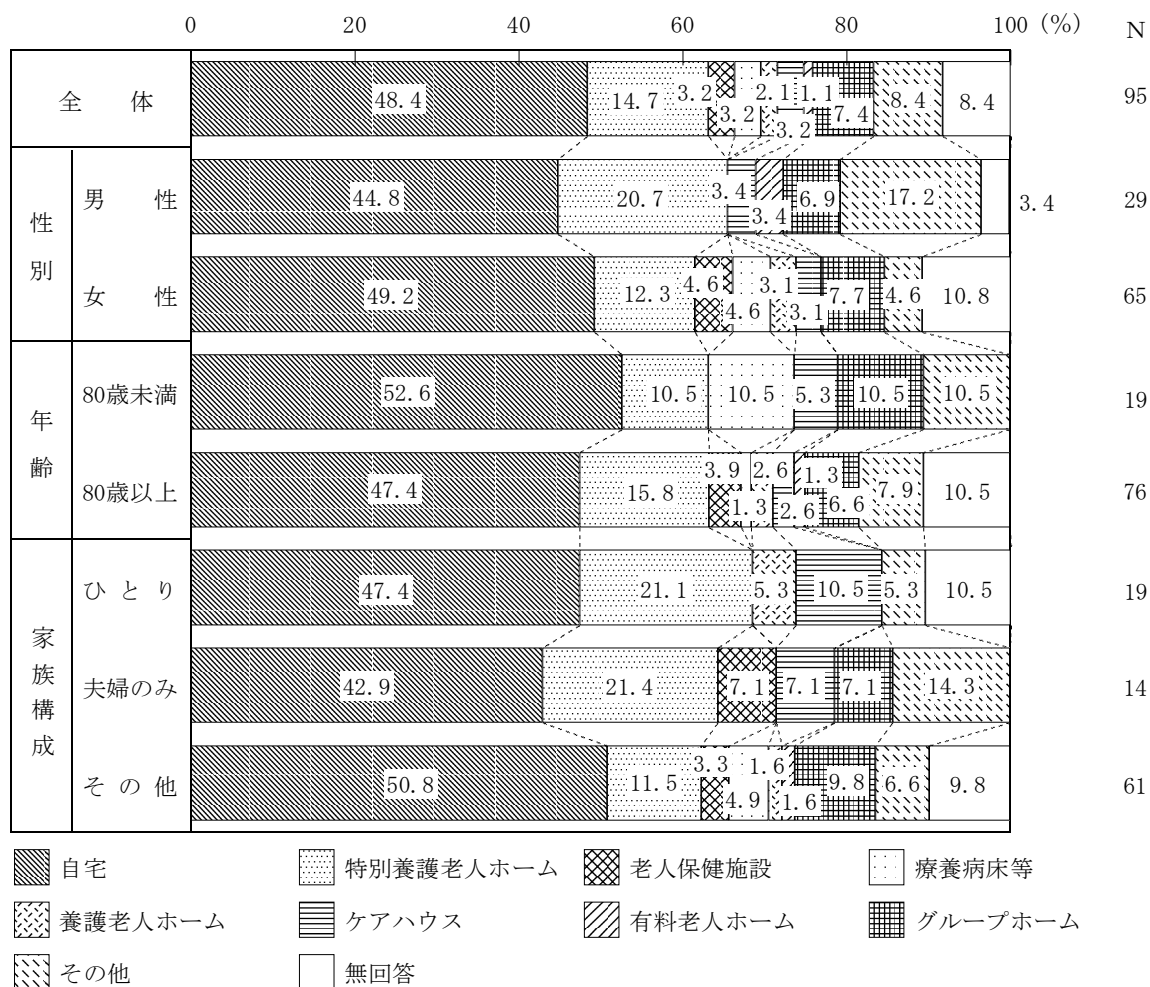 0 20 40 60 80 100 (%) N
全体 48.4 14.7 3.2 3.2 2.1 3.2 1.1 7.4 8.4 8.4 95
性別
男性 44.8 20.7 3.4 3.4 6.9 17.2 3.4 29
女性 49.2 12.3 4.6 4.6 3.1 3.1 7.7 4.6 10.8 65
年齢
80歳未満 52.6 10.5 10.5 5.3 10.5 10.5 19
80歳以上 47.4 15.8 3.9 1.3 2.6 2.6 1.3 6.6 7.9 10.5 76
家族構成
ひとり 47.4 21.1 5.3 10.5 5.3 10.5 19
夫婦のみ 42.9 21.4 7.1 7.1 7.1 14.3 14
その他 50.8 11.5 3.3 4.9 1.6 1.6 9.8 6.6 9.8 61
自宅 特別養護老人ホーム 老人保健施設 療養病床等
養護老人ホーム ケアハウス 有料老人ホーム グループホーム
その他 無回答